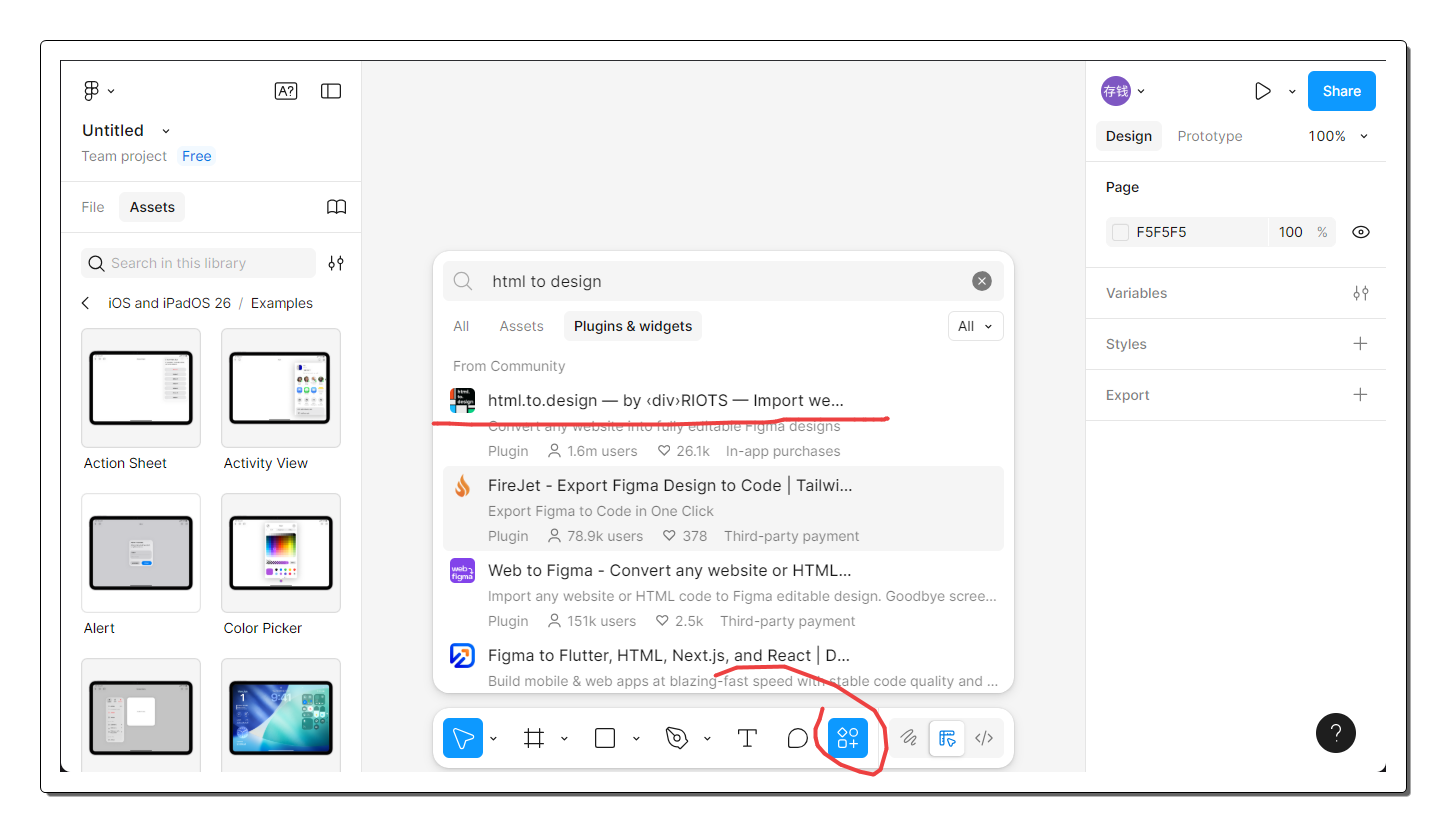 A?
Untitled
Team project Free
File Assets
Search in this library
iOS and iPadOS 26 / Examples
Action Sheet
Activity View
Alert
Color Picker
html to design
All Assets Plugins & widgets All
From Community
html.to.design — by ‹div›RIOTS — Import we...
Convert any website into fully editable Figma designs
Plugin 1.6m users 26.1k In-app purchases
FireJet - Export Figma Design to Code | Tailwi...
Export Figma to Code in One Click
Plugin 78.9k users 378 Third-party payment
Web to Figma - Convert any website or HTML...
Import any website or HTML code to Figma editable design. Goodbye scree...
Plugin 151k users 2.5k Third-party payment
Figma to Flutter, HTML, Next.js, and React | D...
Build mobile & web apps at blazing-fast speed with stable code quality and ...
存钱
Share
Design Prototype 100%
Page
F5F5F5 100 %
Variables
Styles
Export
?